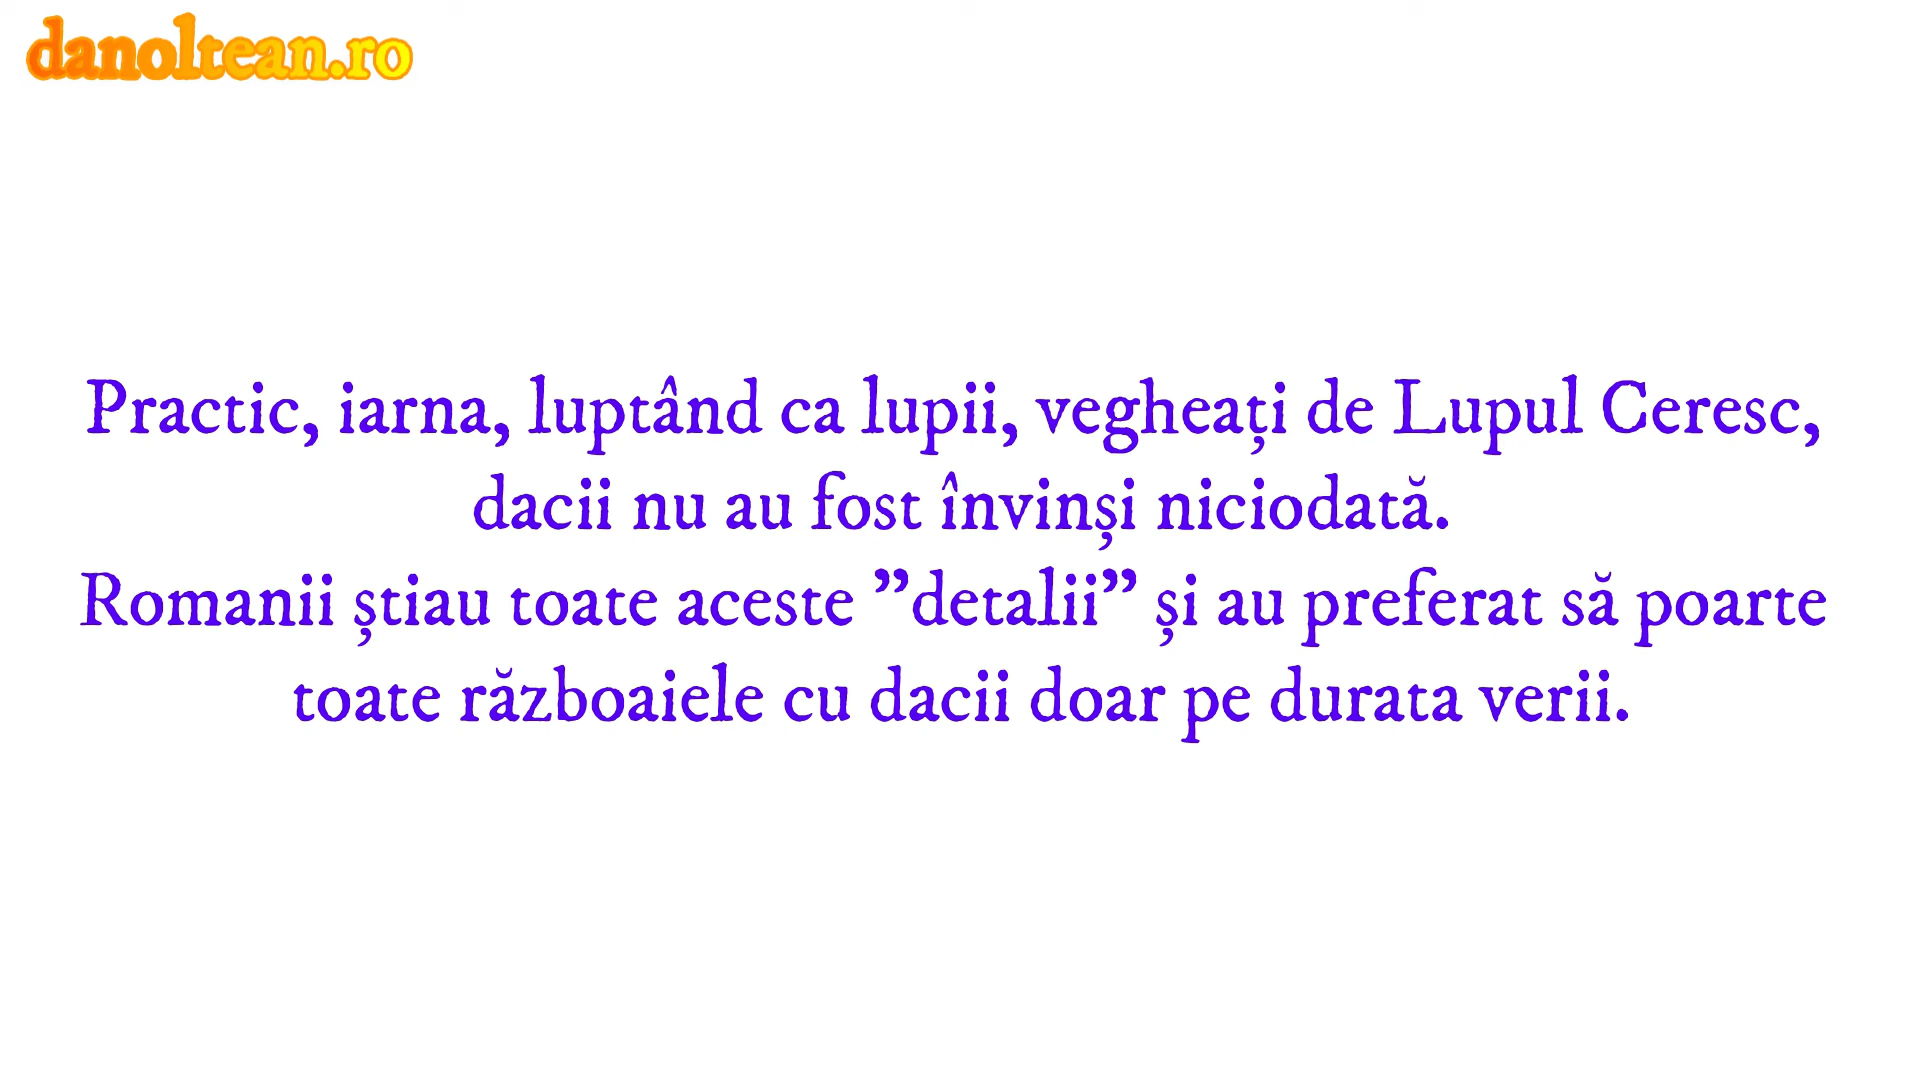 danoltean.ro
Practic, iarna, luptând ca lupii, vegheați de Lupul Ceresc,
dacii nu au fost învinși niciodată.
Romanii știau toate aceste ”detalii” și au preferat să poarte
toate războaiele cu dacii doar pe durata verii.